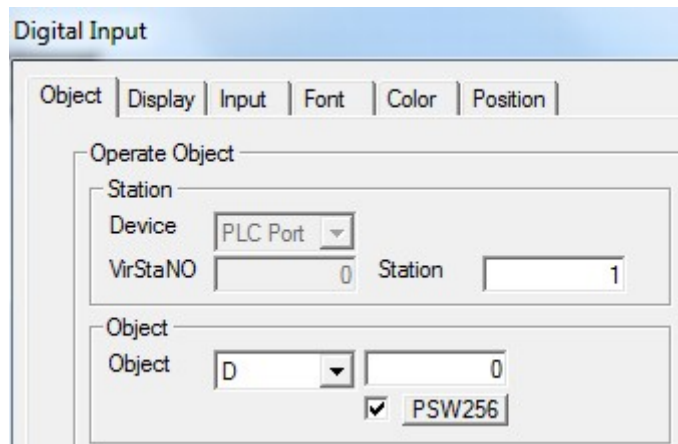 Digital Input
Object Display Input Font Color Position
Operate Object
Station
Device PLC Port
VirStaNO 0 Station 1
Object
Object D 0
PSW256